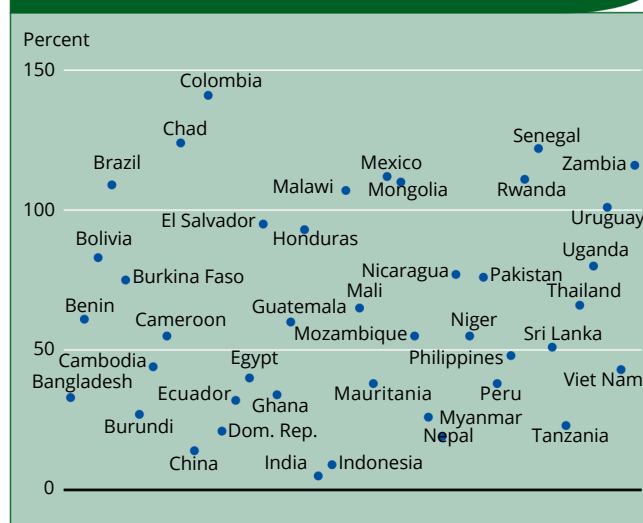 Percent
150
Colombia
Chad
Senegal
Brazil
Mexico
Zambia
Malawi
Mongolia
Rwanda
100
El Salvador
Uruguay
Bolivia
Honduras
Uganda
Burkina Faso
Nicaragua
Pakistan
Mali
Thailand
Benin
Guatemala
Cameroon
Mozambique
Niger
Sri Lanka
50
Cambodia
Egypt
Philippines
Bangladesh
Viet Nam
Ecuador
Ghana
Mauritania
Peru
Burundi
Dom. Rep.
Myanmar
Nepal
Tanzania
China
India
Indonesia
0